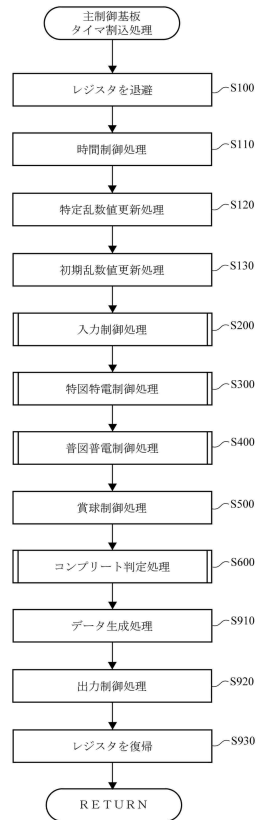 主制御基板
タイマ割込処理
レジスタを退避
S100
時間制御処理
S110
特定乱数値更新処理
S120
初期乱数値更新処理
S130
入力制御処理
S200
特図特電制御処理
S300
普図普電制御処理
S400
賞球制御処理
S500
コンプリート判定処理
S600
データ生成処理
S910
出力制御処理
S920
レジスタを復帰
S930
RETURN